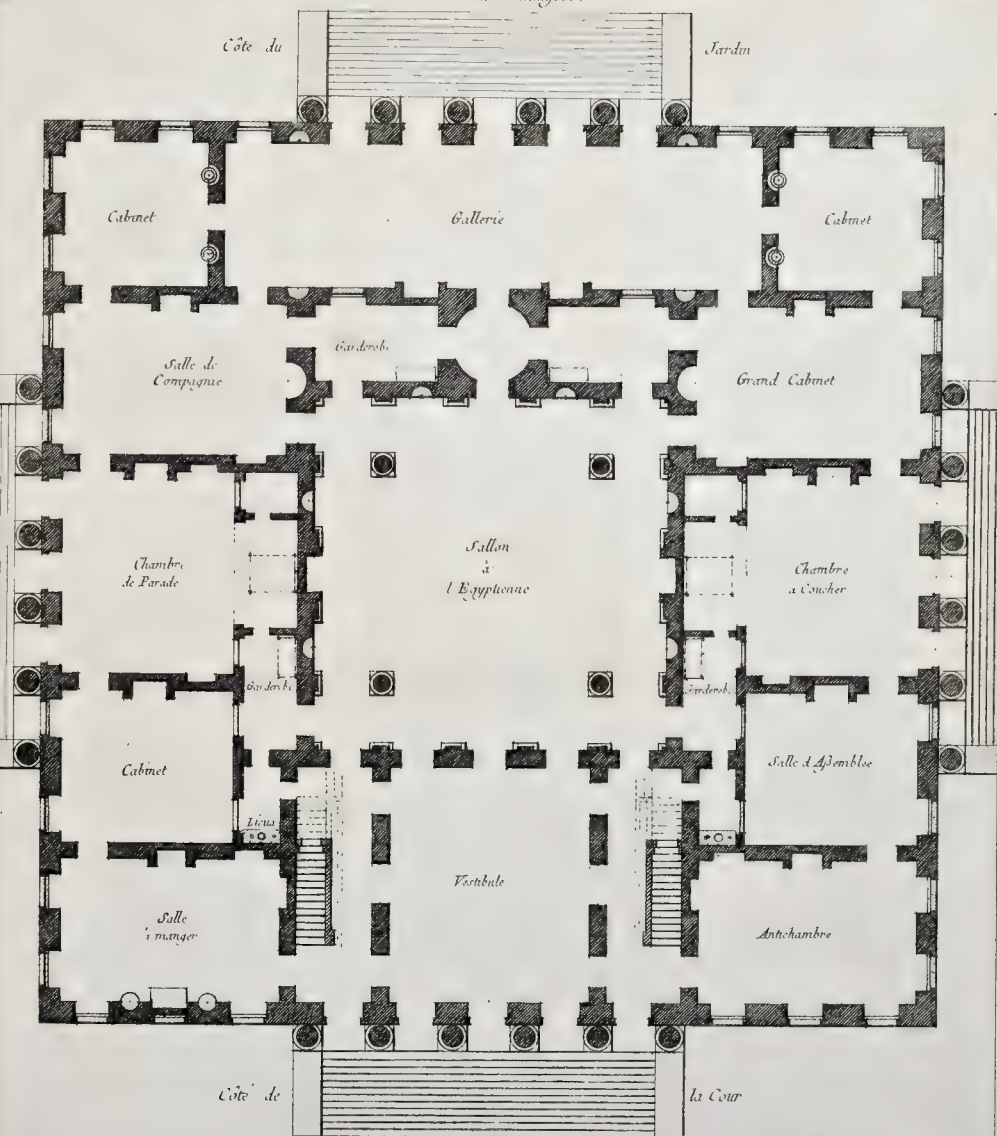 Côte du
Jardin
Cabinet
Gallerie
Cabinet
Garderob.
Salle de
Compagnie
Grand Cabinet
Chambre
de Parade
Sallon
à
l'Egyptienne
Chambre
a Coucher
Garderobe
Garderob.
Cabinet
Salle d'Assemblée
Lieux
Vestibule
Salle
à manger
Antichambre
Côté de
la Cour